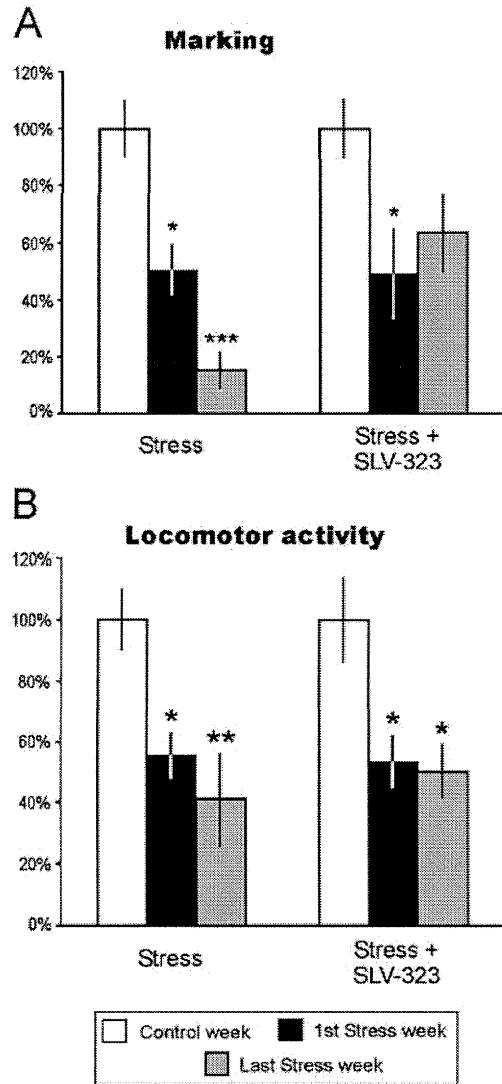 A
Marking
120%
100%
80%
60%
40%
20%
0%
*
***
*
Stress
Stress +
SLV-323
B
Locomotor activity
120%
100%
80%
60%
40%
20%
0%
*
**
*
*
Stress
Stress +
SLV-323
Control week
1st Stress week
Last Stress week